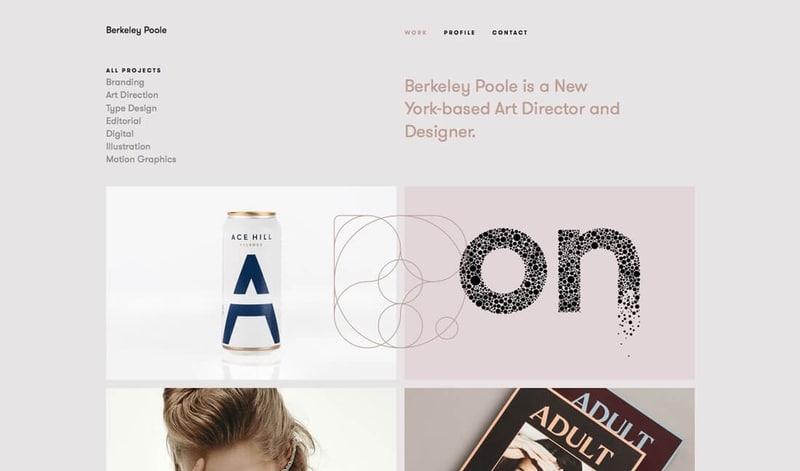 Berkeley Poole
WORK PROFILE CONTACT
ALL PROJECTS
Branding
Art Direction
Type Design
Editorial
Digital
Illustration
Motion Graphics
Berkeley Poole is a New
York-based Art Director and
Designer.
ACE HILL
PILSNER
A
on
ADULT
ADULT